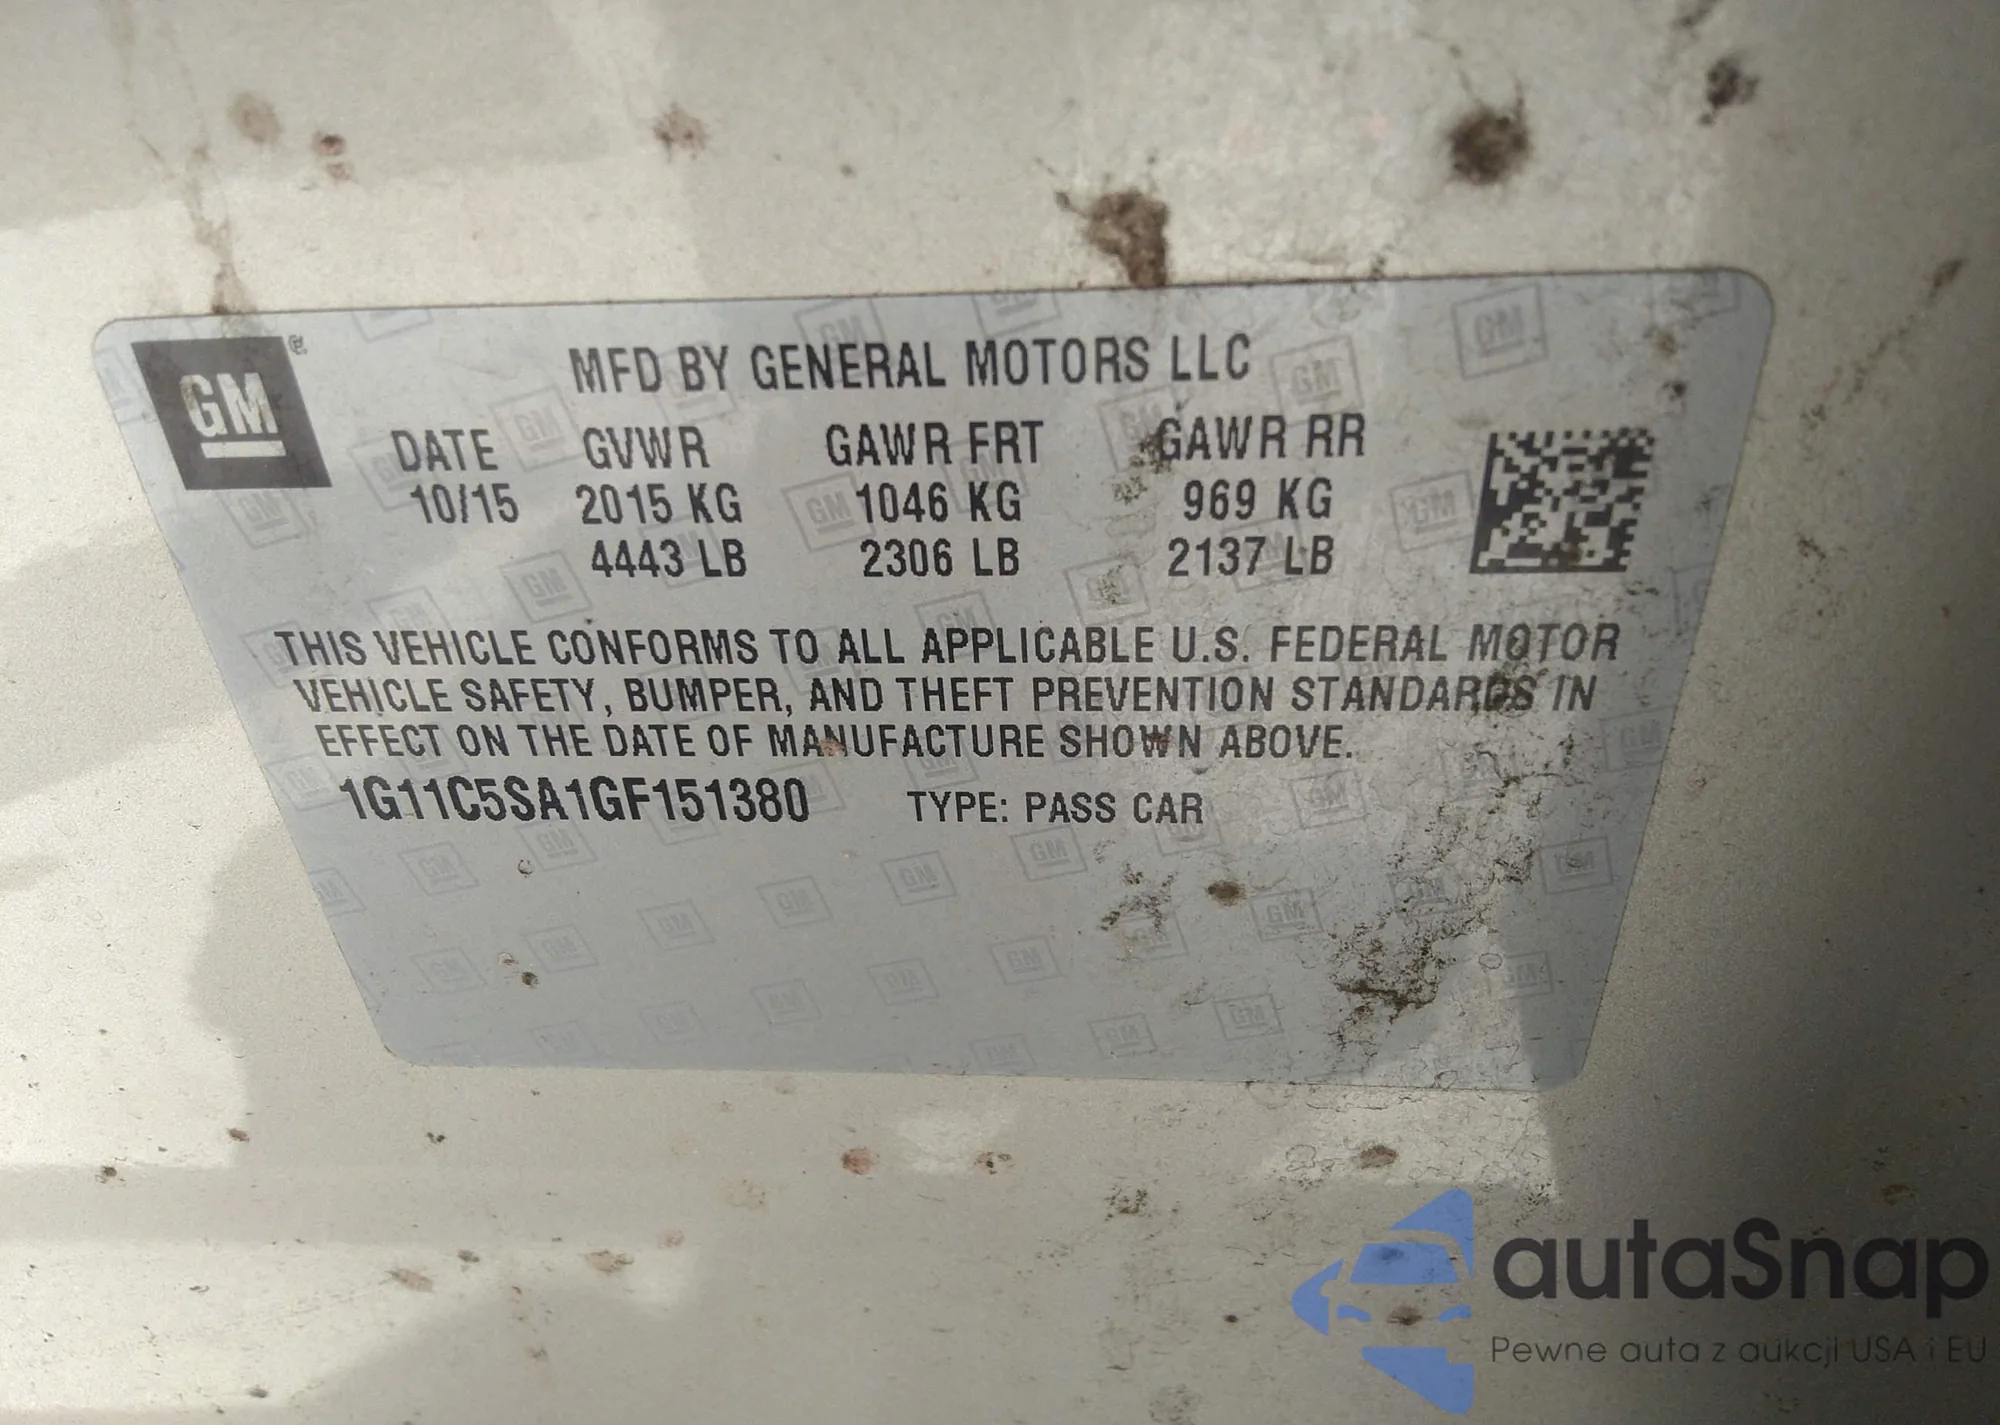 GM
MFD BY GENERAL MOTORS LLC
DATE GVWR GAWR FRT GAWR RR
10/15 2015 KG 1046 KG 969 KG
4443 LB 2306 LB 2137 LB
THIS VEHICLE CONFORMS TO ALL APPLICABLE U.S. FEDERAL MOTOR
VEHICLE SAFETY, BUMPER, AND THEFT PREVENTION STANDARDS IN
EFFECT ON THE DATE OF MANUFACTURE SHOWN ABOVE.
1G11C5SA1GF151380 TYPE: PASS CAR
autaSnap
Pewne auta z aukcji USA i EU